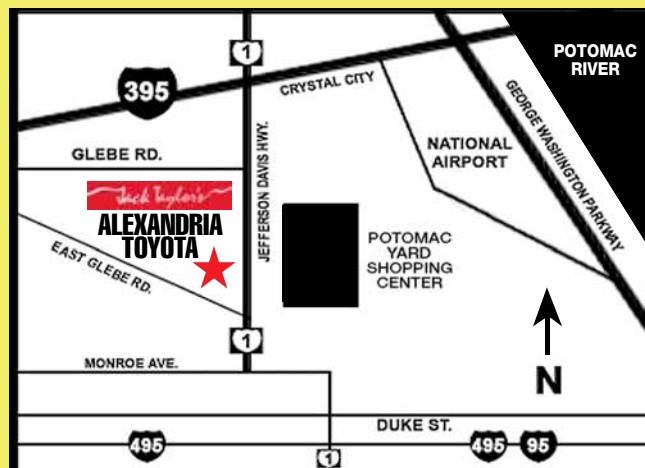 1
POTOMAC
RIVER
395
CRYSTAL CITY
GEORGE WASHINGTON PARKWAY
GLEBE RD.
NATIONAL
AIRPORT
Jack Taylor's
ALEXANDRIA
TOYOTA
JEFFERSON DAVIS HWY.
EAST GLEBE RD.
POTOMAC
YARD
SHOPPING
CENTER
1
MONROE AVE.
N
DUKE ST.
495
1
495
95